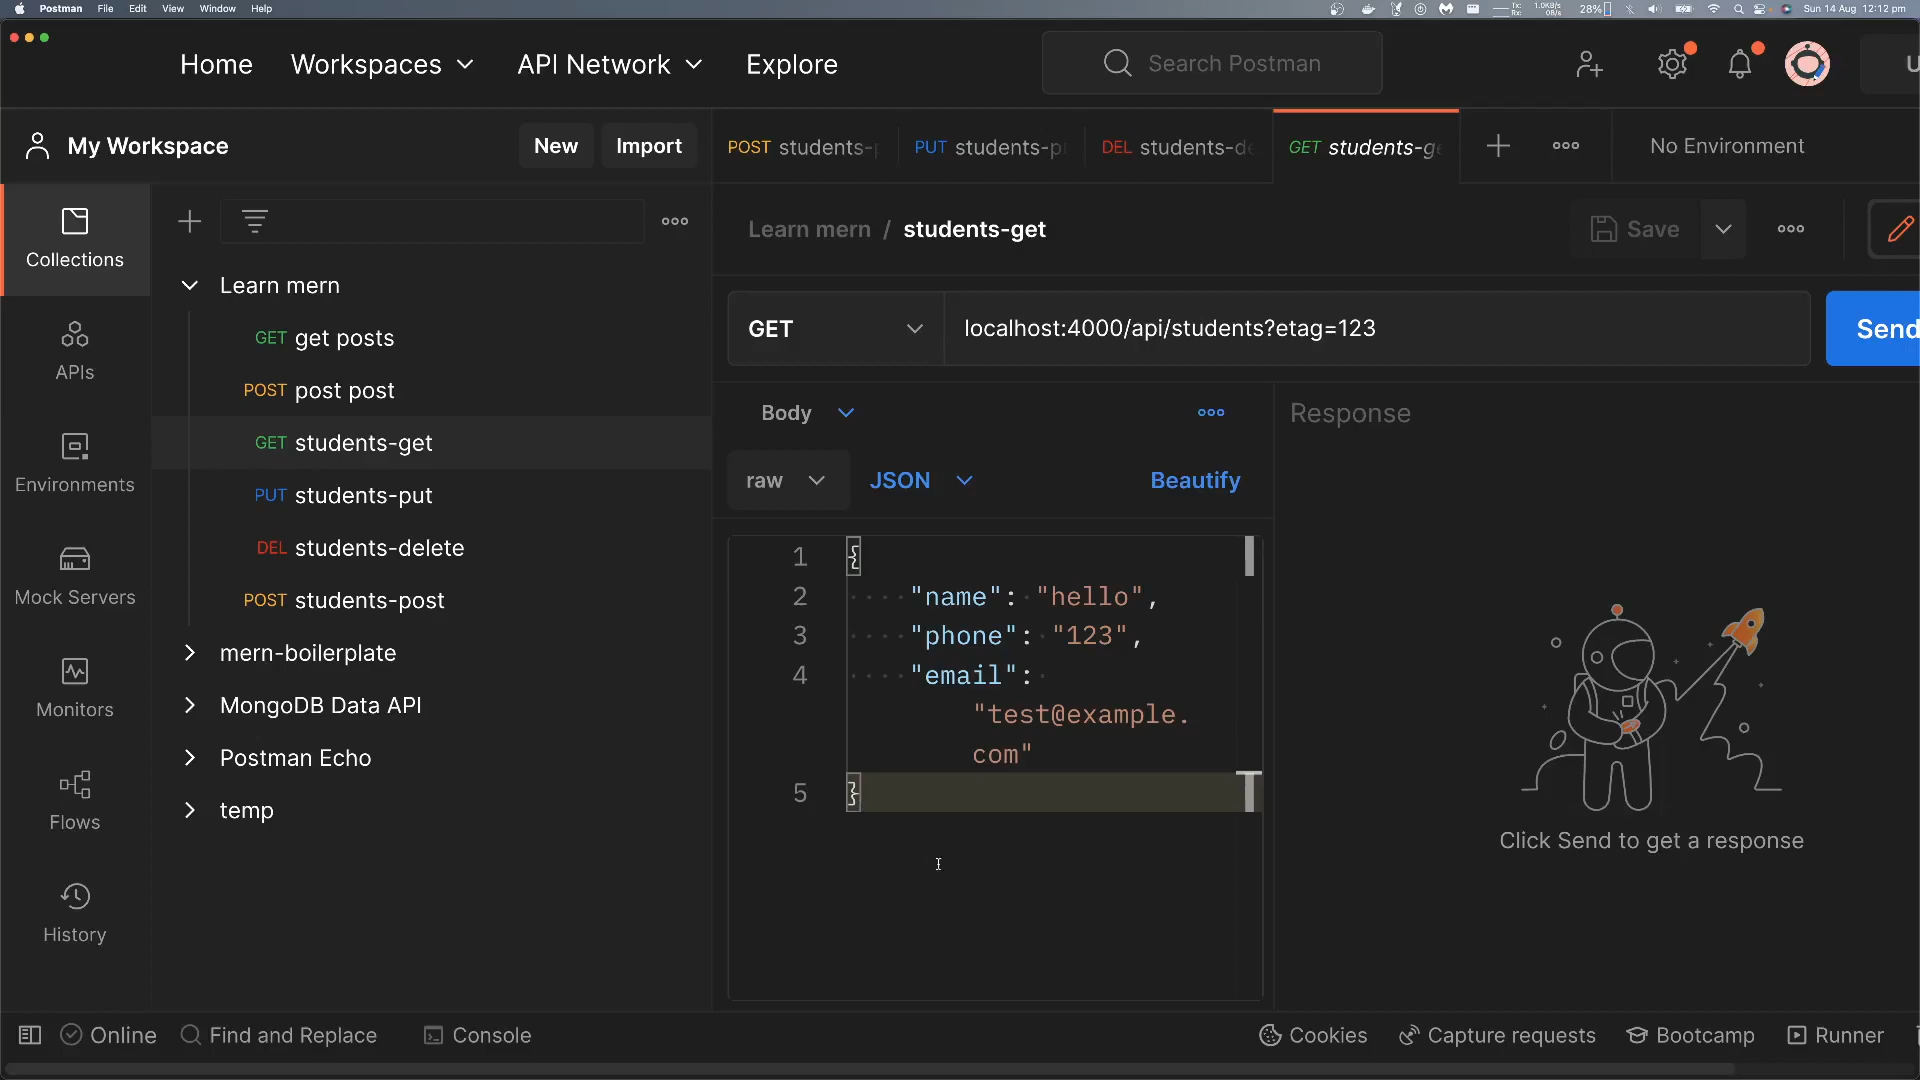 Postman File Edit View Window Help
28% Sun 14 Aug 12:12 pm
Home Workspaces API Network Explore Search Postman
My Workspace New Import
POST students- PUT students-p DEL students-de GET students-ge No Environment
Collections
APIs
Environments
Mock Servers
Monitors
Flows
History
Learn mern
GET get posts
POST post post
GET students-get
PUT students-put
DEL students-delete
POST students-post
mern-boilerplate
MongoDB Data API
Postman Echo
temp
Learn mern / students-get Save
GET localhost:4000/api/students?etag=123 Send
Body
raw JSON Beautify
1 {
2 "name": "hello",
3 "phone": "123",
4 "email":
"test@example.
com"
5 }
Response
Click Send to get a response
Online Find and Replace Console Cookies Capture requests Bootcamp Runner